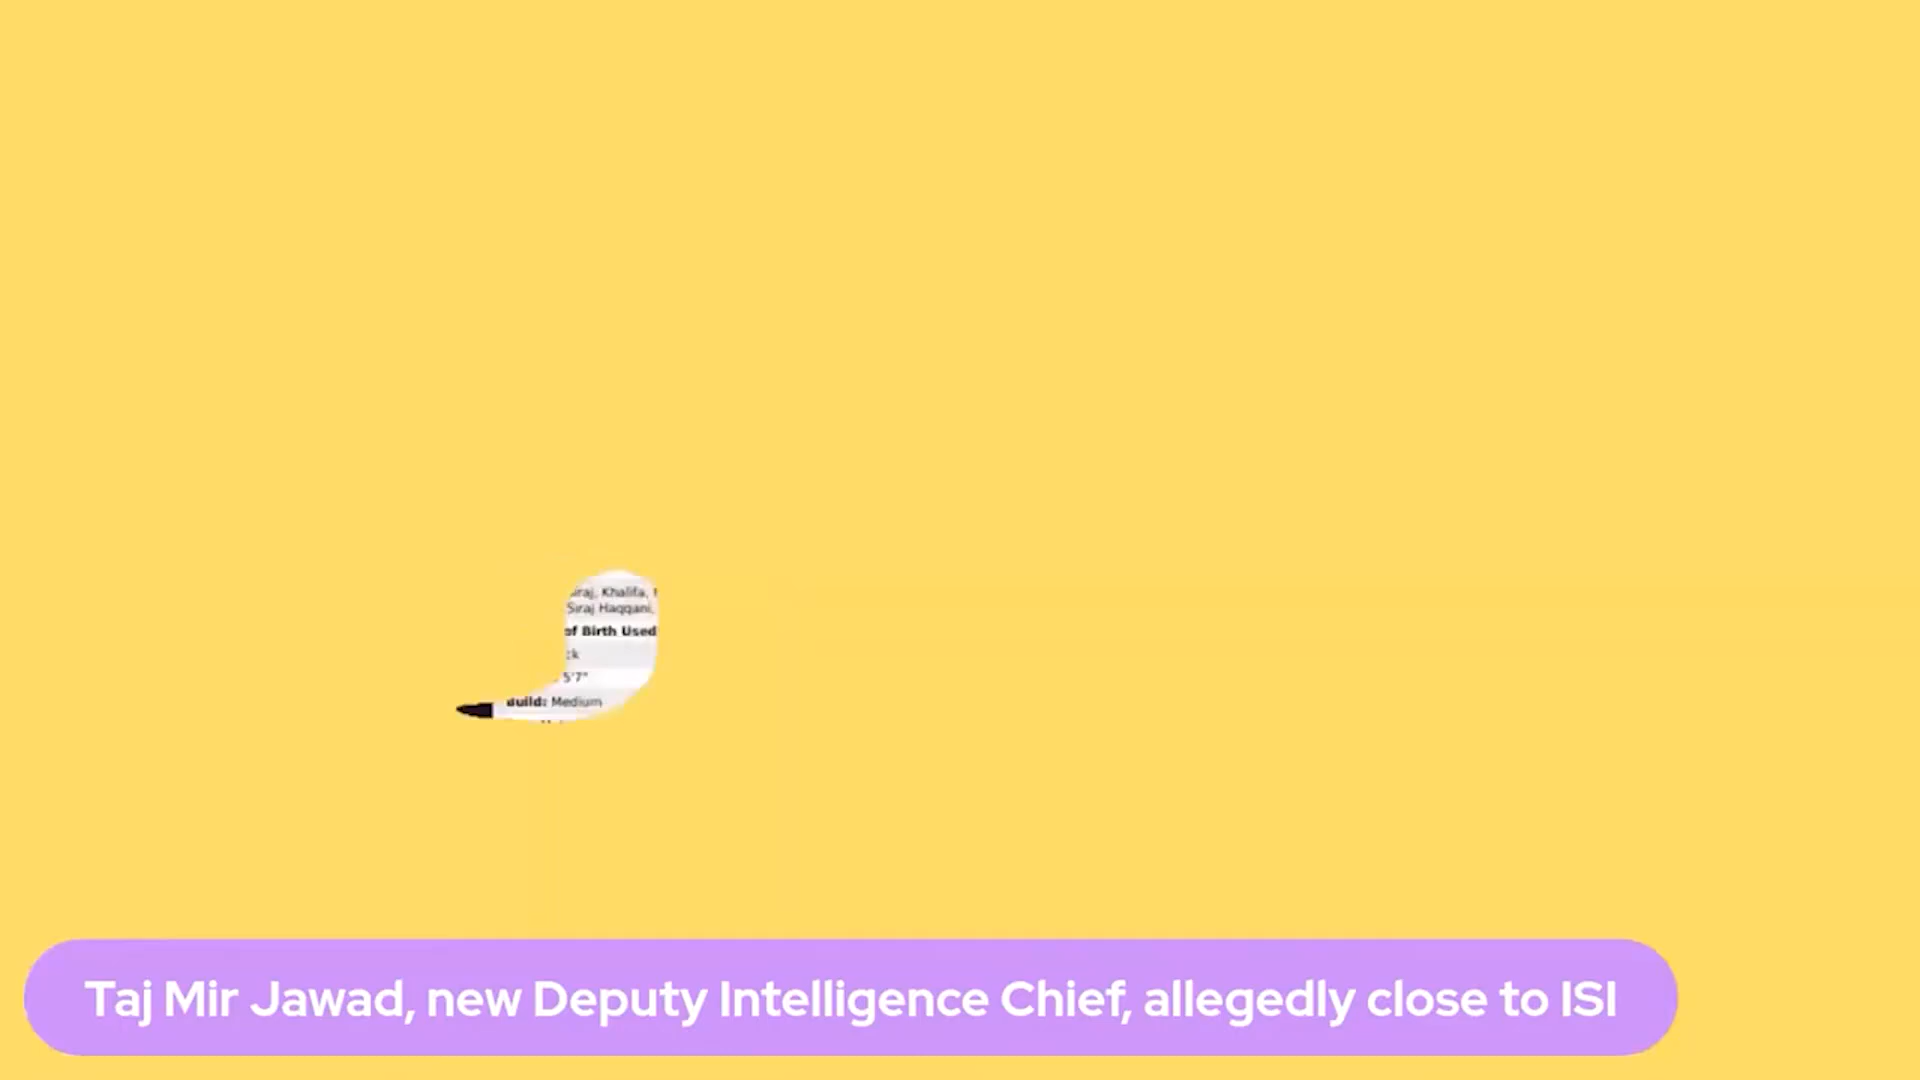 Siraj, Khalifa,
Siraj Haqqani,
of Birth Used
ck
5'7"
Build: Medium
Taj Mir Jawad, new Deputy Intelligence Chief, allegedly close to ISI